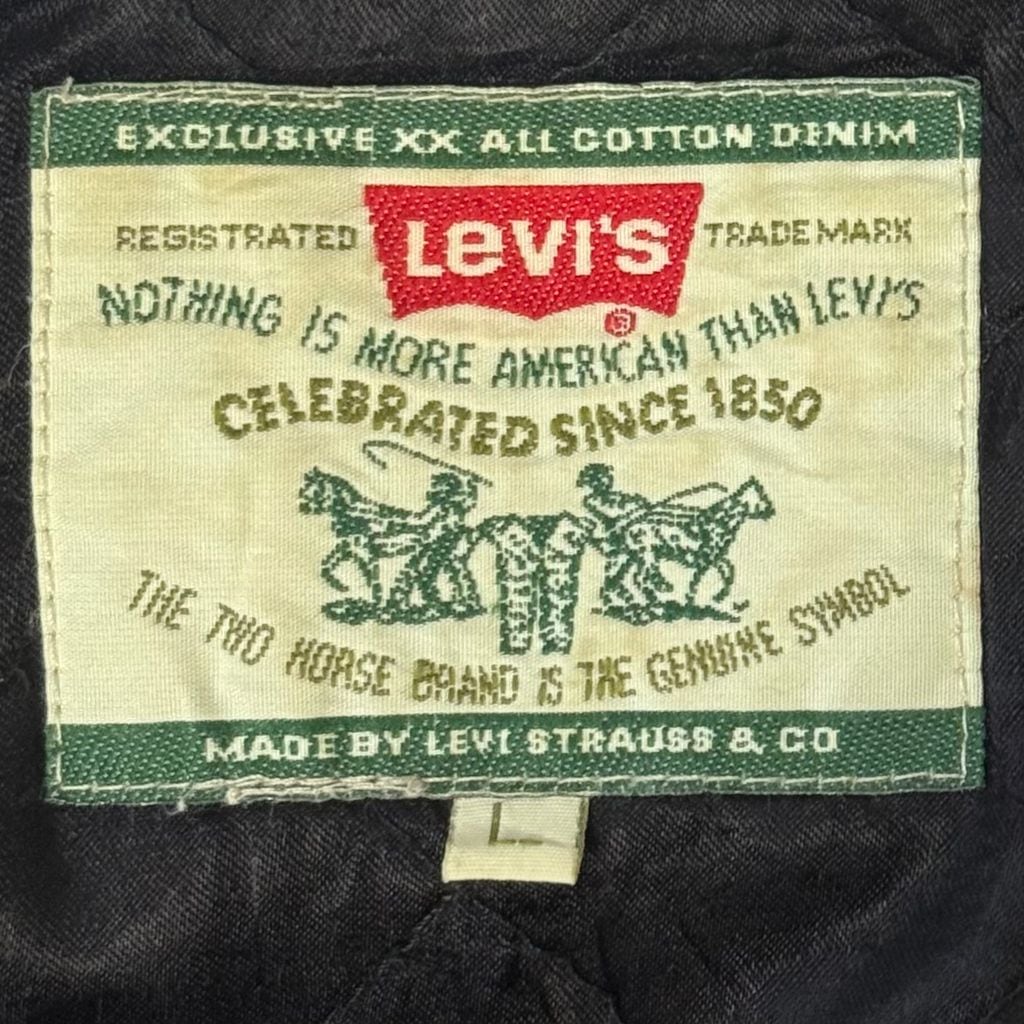 EXCLUSIVE XX ALL COTTON DENIM
REGISTRATED LEVI'S TRADE MARK
®
NOTHING IS MORE AMERICAN THAN LEVI'S
CELEBRATED SINCE 1850
THE TWO HORSE BRAND IS THE GENUINE SYMBOL
MADE BY LEVI STRAUSS & CO
L